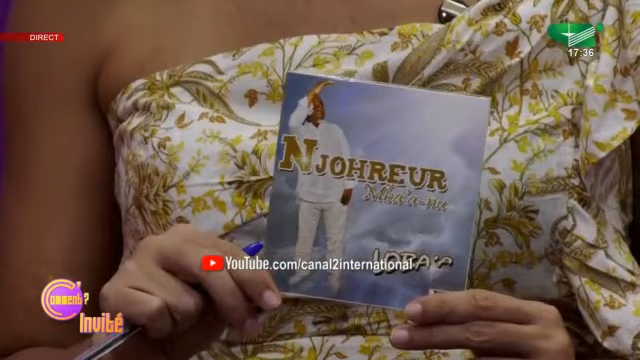 DIRECT
17:36
NJOHREUR
Mba'a-nu
YouTube.com/canal2international
C'
Comment?
Invité